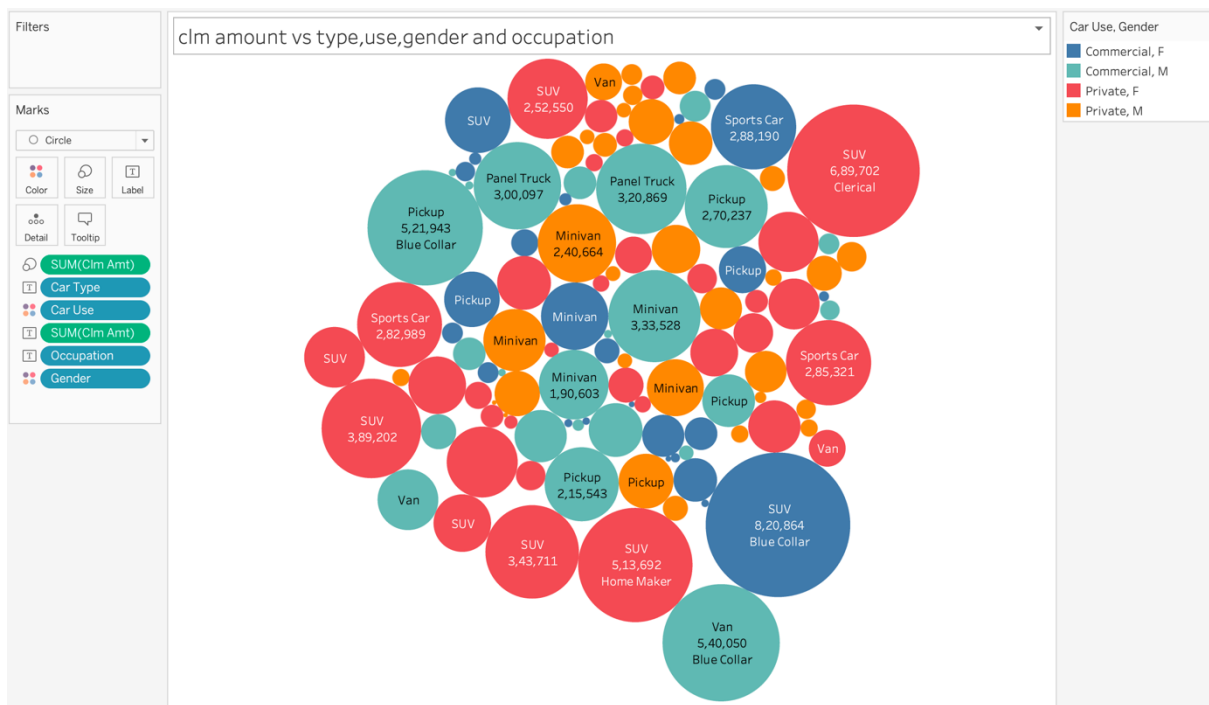 Filters
Marks
Circle
Color
Size
Label
Detail
Tooltip
SUM(Clm Amt)
Car Type
Car Use
SUM(Clm Amt)
Occupation
Gender
clm amount vs type,use,gender and occupation
SUV
2,52,550
Van
SUV
Sports Car
2,88,190
SUV
6,89,702
Clerical
Panel Truck
3,00,097
Panel Truck
3,20,869
Pickup
2,70,237
Pickup
5,21,943
Blue Collar
Minivan
2,40,664
Pickup
Pickup
Minivan
Minivan
3,33,528
Sports Car
2,82,989
Minivan
SUV
Sports Car
2,85,321
Minivan
1,90,603
Minivan
Pickup
SUV
3,89,202
Van
Pickup
2,15,543
Pickup
Van
SUV
SUV
8,20,864
Blue Collar
SUV
3,43,711
SUV
5,13,692
Home Maker
Van
5,40,050
Blue Collar
Car Use, Gender
Commercial, F
Commercial, M
Private, F
Private, M